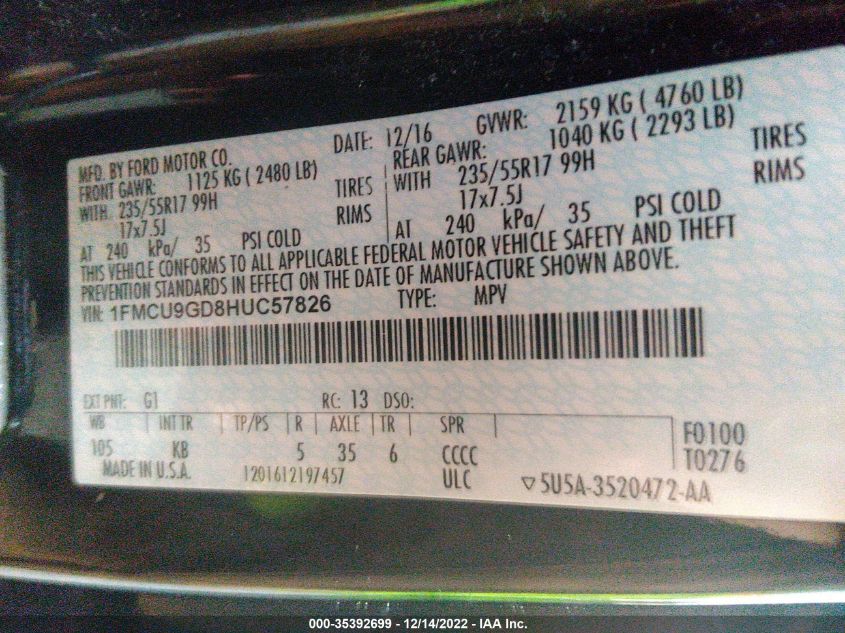 MFD. BY FORD MOTOR CO. DATE: 12/16 GVWR: 2159 KG ( 4760 LB)
FRONT GAWR: 1125 KG ( 2480 LB) REAR GAWR: 1040 KG ( 2293 LB)
WITH 235/55R17 99H TIRES WITH 235/55R17 99H TIRES
17x7.5J RIMS 17x7.5J RIMS
AT 240 kPa/ 35 PSI COLD AT 240 kPa/ 35 PSI COLD
THIS VEHICLE CONFORMS TO ALL APPLICABLE FEDERAL MOTOR VEHICLE SAFETY AND THEFT
PREVENTION STANDARDS IN EFFECT ON THE DATE OF MANUFACTURE SHOWN ABOVE.
VIN: 1FMCU9GD8HUC57826 TYPE: MPV
EXT PNT: G1 RC: 13 DSO:
WB INT TR TP/PS R AXLE TR SPR F0100
105 KB 5 35 6 CCCC T0276
MADE IN U.S.A. 1201612197457 ULC ▽5U5A-3520472-AA
000-35392699 - 12/14/2022 - IAA Inc.